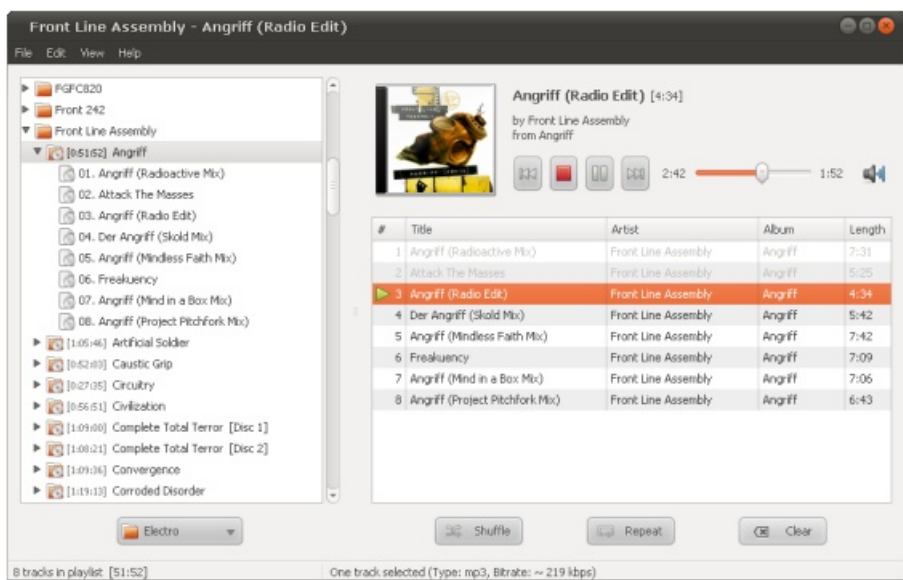 Front Line Assembly - Angriff (Radio Edit)
File Edit View Help
FGFC820
Front 242
Front Line Assembly
[0:51:52] Angriff
01. Angriff (Radioactive Mix)
02. Attack The Masses
03. Angriff (Radio Edit)
04. Der Angriff (Skold Mix)
05. Angriff (Mindless Faith Mix)
06. Freakuency
07. Angriff (Mind in a Box Mix)
08. Angriff (Project Pitchfork Mix)
[1:05:46] Artificial Soldier
[0:52:03] Caustic Grip
[0:27:35] Circuitry
[0:56:51] Civilization
[1:09:00] Complete Total Terror [Disc 1]
[1:08:21] Complete Total Terror [Disc 2]
[1:09:36] Convergence
[1:19:13] Corroded Disorder
Electro
Angriff (Radio Edit) [4:34]
by Front Line Assembly
from Angriff
2:42 1:52
# Title Artist Album Length
1 Angriff (Radioactive Mix) Front Line Assembly Angriff 7:31
2 Attack The Masses Front Line Assembly Angriff 5:25
3 Angriff (Radio Edit) Front Line Assembly Angriff 4:34
4 Der Angriff (Skold Mix) Front Line Assembly Angriff 5:42
5 Angriff (Mindless Faith Mix) Front Line Assembly Angriff 7:42
6 Freakuency Front Line Assembly Angriff 7:09
7 Angriff (Mind in a Box Mix) Front Line Assembly Angriff 7:06
8 Angriff (Project Pitchfork Mix) Front Line Assembly Angriff 6:43
Shuffle Repeat Clear
8 tracks in playlist [51:52] One track selected (Type: mp3, Bitrate: ~ 219 kbps)